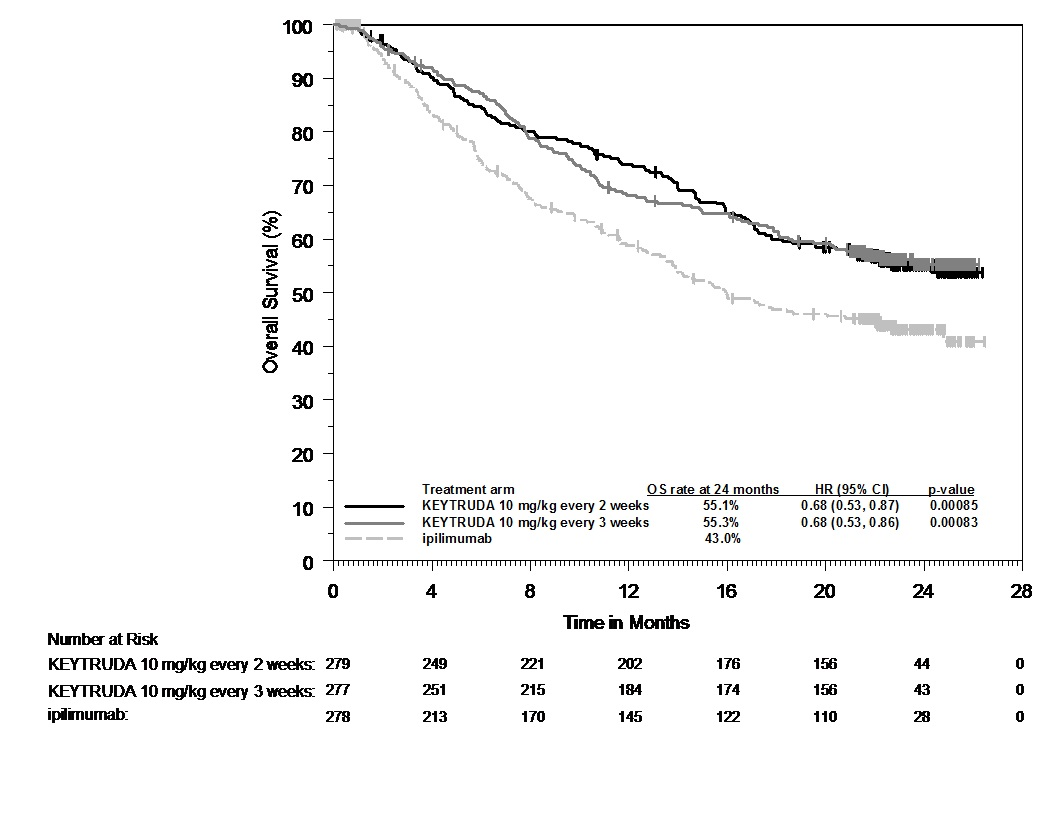 100
90
80
70
60
50
40
30
20
10
0
Overall Survival (%)
Treatment arm OS rate at 24 months HR (95% CI) p-value
KEYTRUDA 10 mg/kg every 2 weeks 55.1% 0.68 (0.53, 0.87) 0.00085
KEYTRUDA 10 mg/kg every 3 weeks 55.3% 0.68 (0.53, 0.86) 0.00083
ipilimumab 43.0%
0 4 8 12 16 20 24 28
Time in Months
Number at Risk
KEYTRUDA 10 mg/kg every 2 weeks: 279 249 221 202 176 156 44 0
KEYTRUDA 10 mg/kg every 3 weeks: 277 251 215 184 174 156 43 0
ipilimumab: 278 213 170 145 122 110 28 0